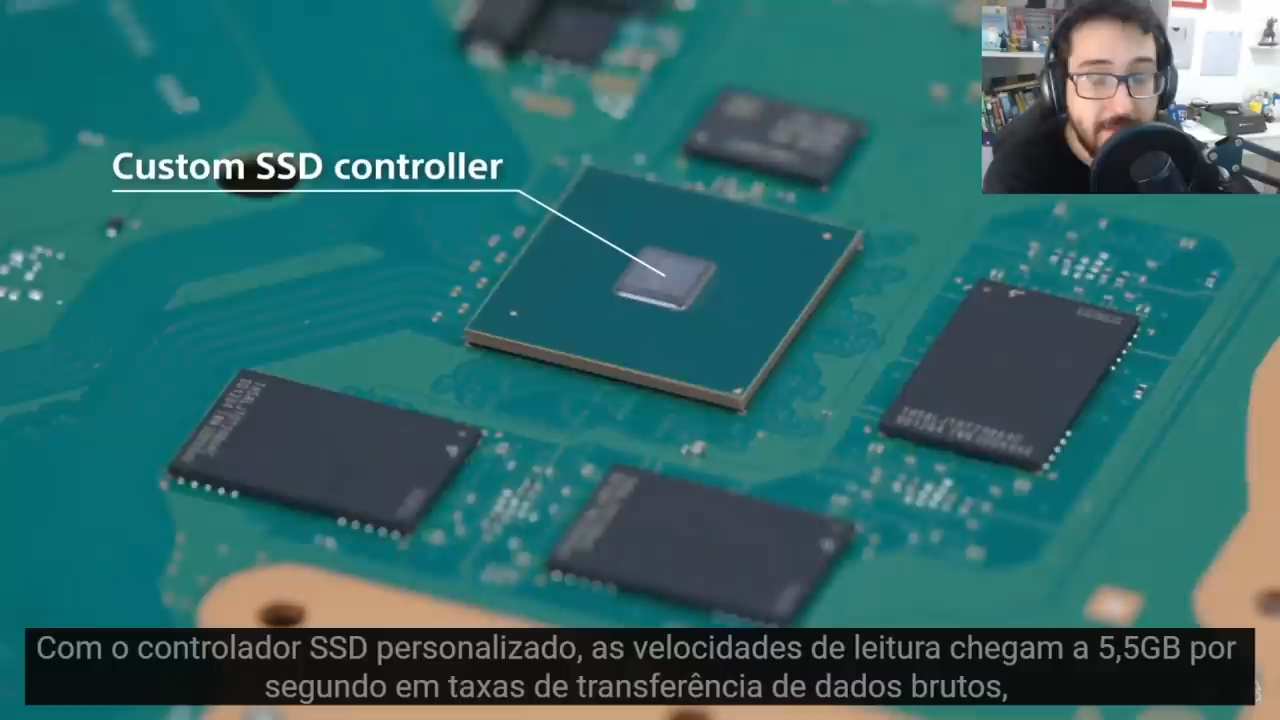 Custom SSD controller
Com o controlador SSD personalizado, as velocidades de leitura chegam a 5,5GB por
segundo em taxas de transferência de dados brutos,